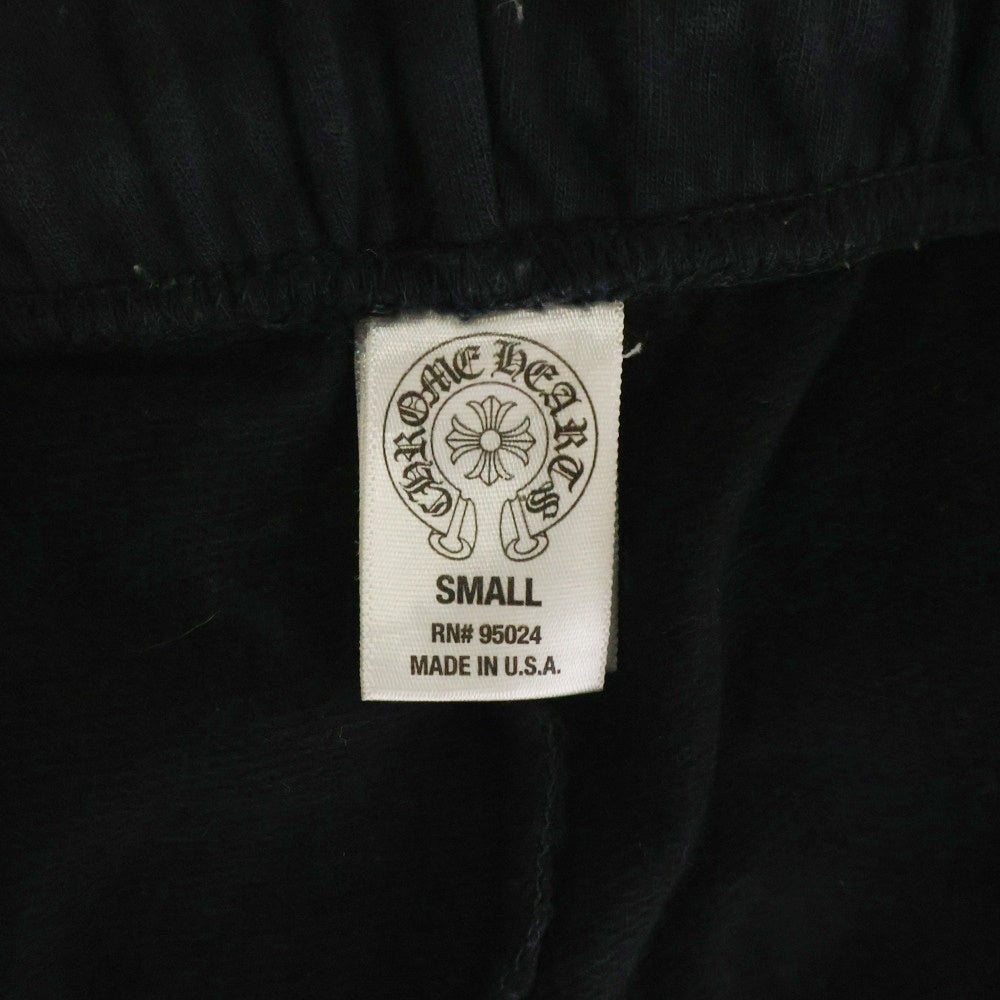 CHROME HEARTS
SMALL
RN# 95024
MADE IN U.S.A.